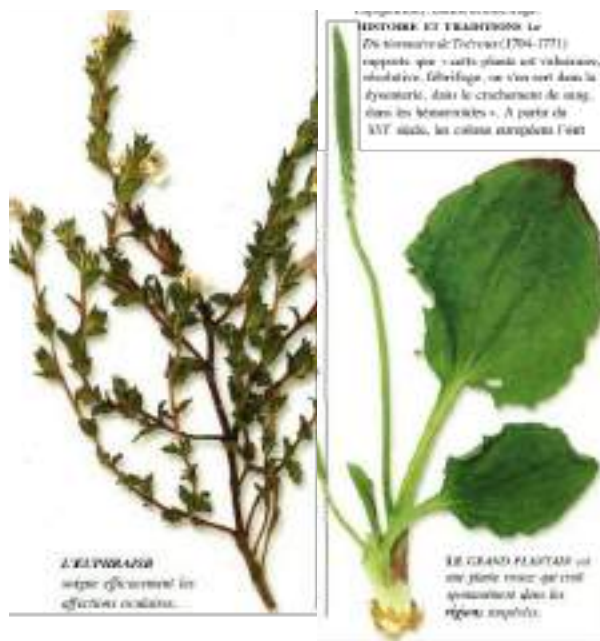 HISTOIRE ET TRADITIONS Le
Dictionnaire de Trévoux (1704-1771)
rapporte que « cette plante est vulnéraire,
résolutive, fébrifuge, on s'en sert dans la
dysenterie, dans le crachement de sang,
dans les hémorroïdes ». A partir du
XVIᵉ siècle, les colons européens l'ont
L'EUPHRAISE
soigne efficacement les
affections oculaires.
LE GRAND PLANTAIN est
une plante vivace qui croît
spontanément dans les
régions tempérées.